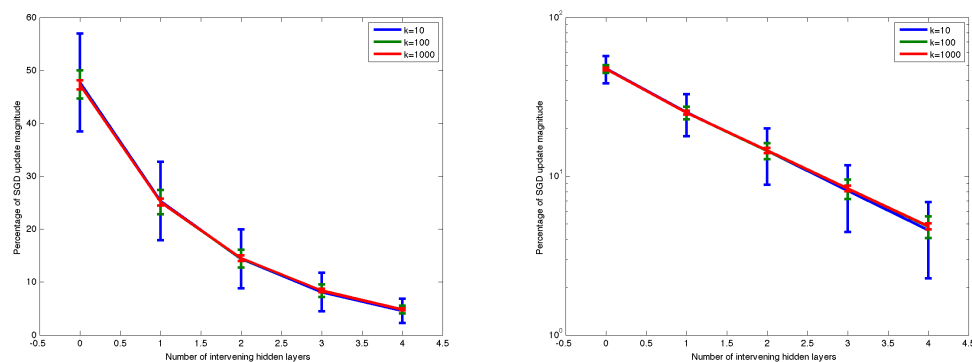 60
50
40
30
20
10
0
-0.5 0 0.5 1 1.5 2 2.5 3 3.5 4 4.5
Percentage of SGD update magnitude
Number of intervening hidden layers
k=10
k=100
k=1000
10^2
10^1
10^0
-0.5 0 0.5 1 1.5 2 2.5 3 3.5 4 4.5
Percentage of SGD update magnitude
Number of intervening hidden layers
k=10
k=100
k=1000